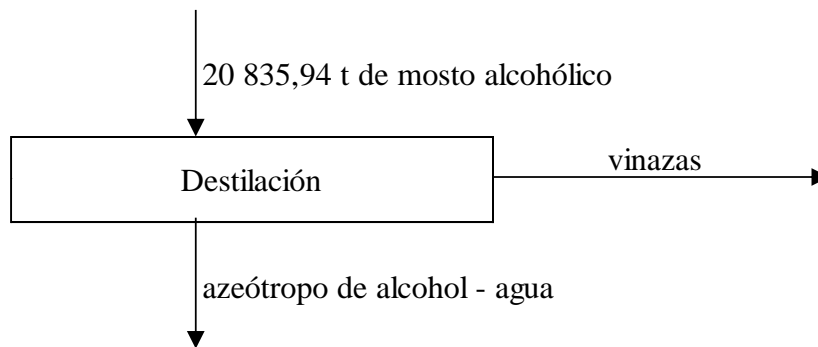 20 835,94 t de mosto alcohólico
vinazas
Destilación
azeótropo de alcohol - agua